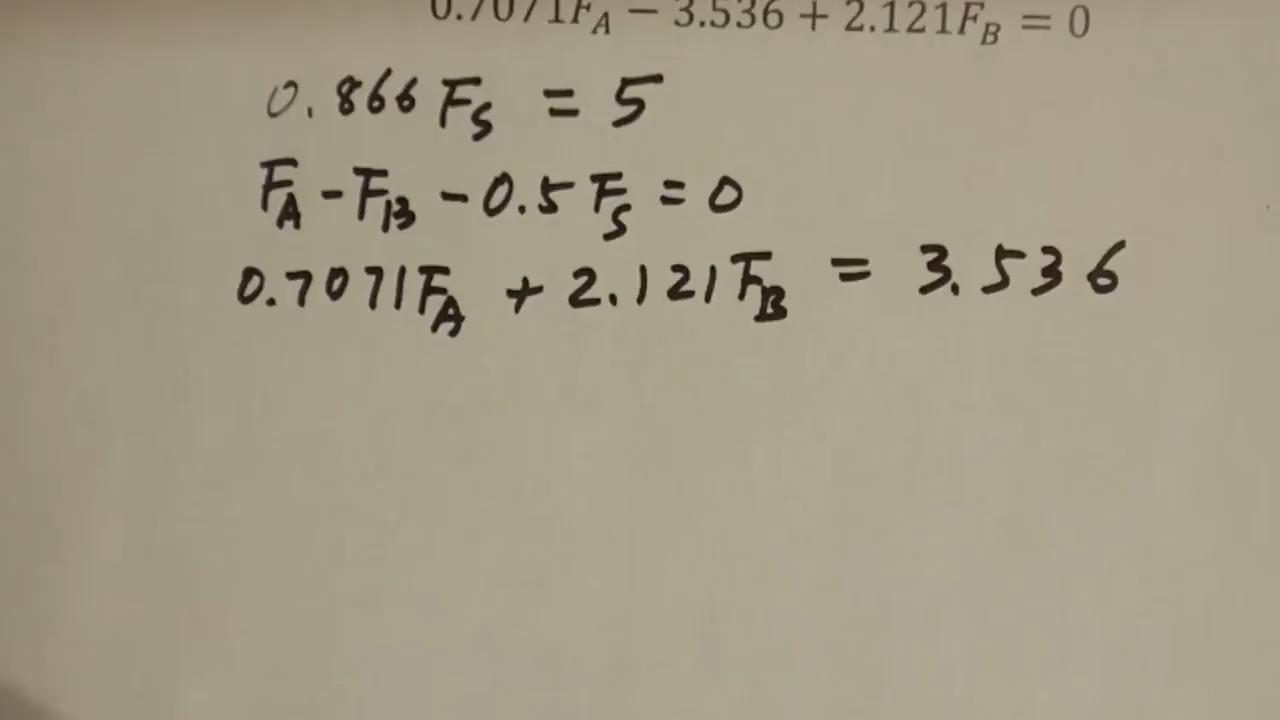 0.7071F_A − 3.536 + 2.121F_B = 0
0.866 F_S = 5
F_A - F_B - 0.5 F_S = 0
0.7071 F_A + 2.121 F_B = 3.536